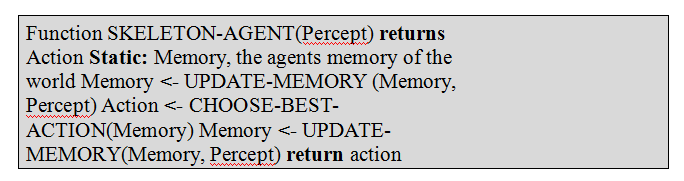 Function SKELETON-AGENT(Percept) returns
Action Static: Memory, the agents memory of the
world Memory <- UPDATE-MEMORY (Memory,
Percept) Action <- CHOOSE-BEST-
ACTION(Memory) Memory <- UPDATE-
MEMORY(Memory, Percept) return action